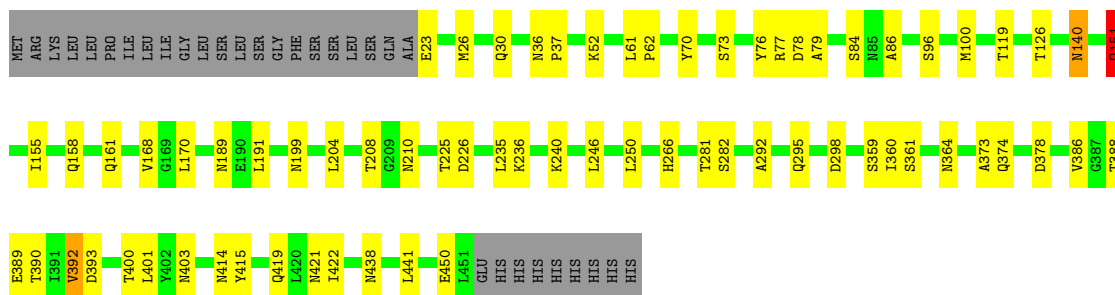 MET ARG LYS LEU LEU PRO ILE LEU ILE GLY LEU SER LEU SER GLY PHE SER SER LEU SER GLN ALA E23 M26 Q30 N36 P37 K52 L61 P62 Y70 S73 Y76 R77 D78 A79 S84 N85 A86 S96 M100 T119 T126 N140
I155 Q158 Q161 V168 G169 L170 N189 E190 L191 N199 L204 T208 G209 N210 T225 D226 L235 K236 K240 L246 L250 H266 T281 S282 A292 Q295 D298 S359 I360 S361 N364 A373 Q374 D378 V386 G387 T388
E389 T390 I391 V392 D393 T400 L401 Y402 N403 N414 Y415 Q419 L420 N421 I422 N438 L441 E450 L451 GLU HIS HIS HIS HIS HIS HIS